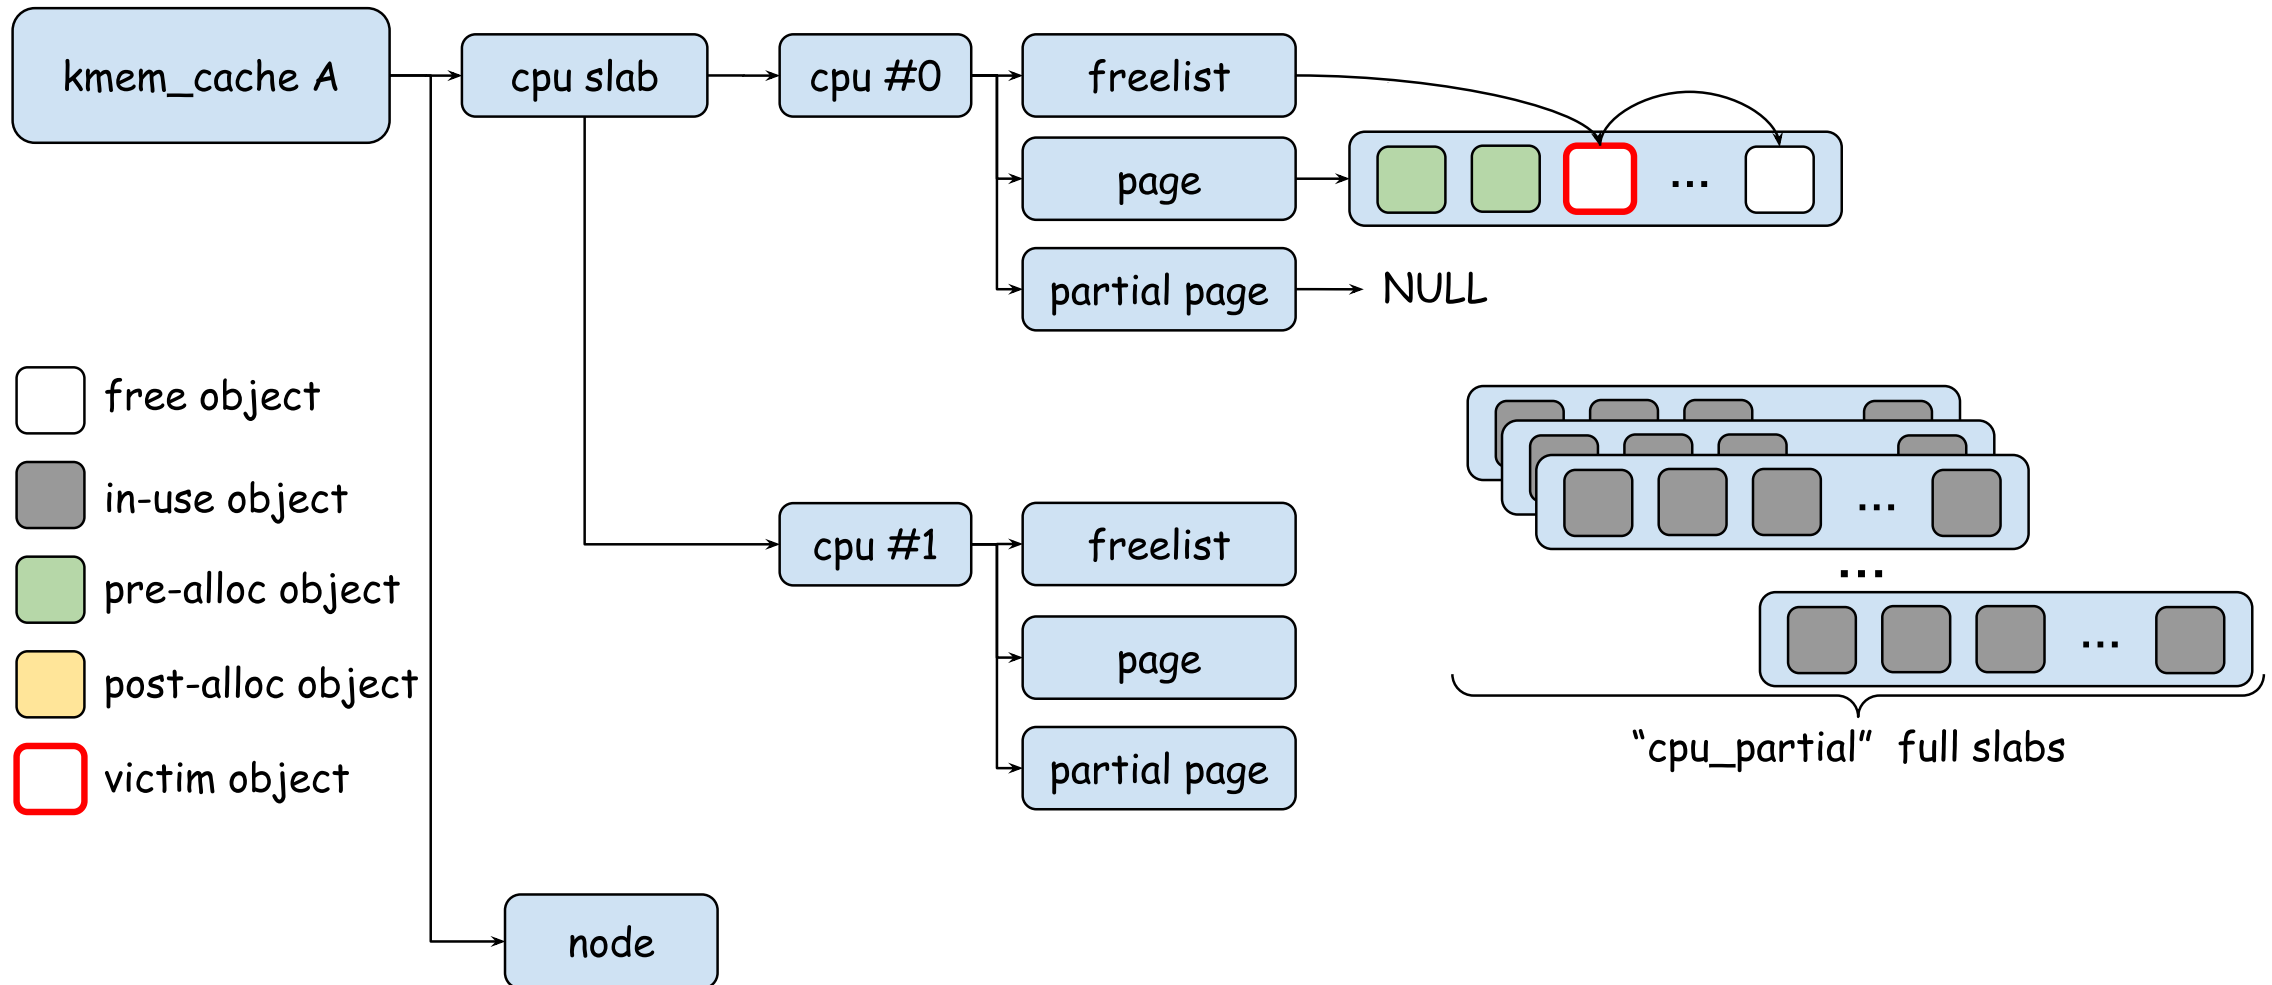 kmem_cache A
cpu slab
cpu #0
freelist
page
...
partial page
NULL
free object
in-use object
pre-alloc object
post-alloc object
victim object
cpu #1
freelist
page
partial page
...
...
...
“cpu_partial” full slabs
node